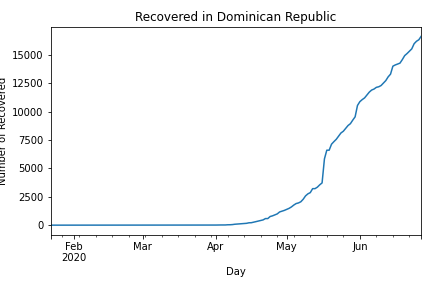 Recovered in Dominican Republic
Number of Recovered
15000
12500
10000
7500
5000
2500
0
Feb
2020
Mar
Apr
May
Jun
Day